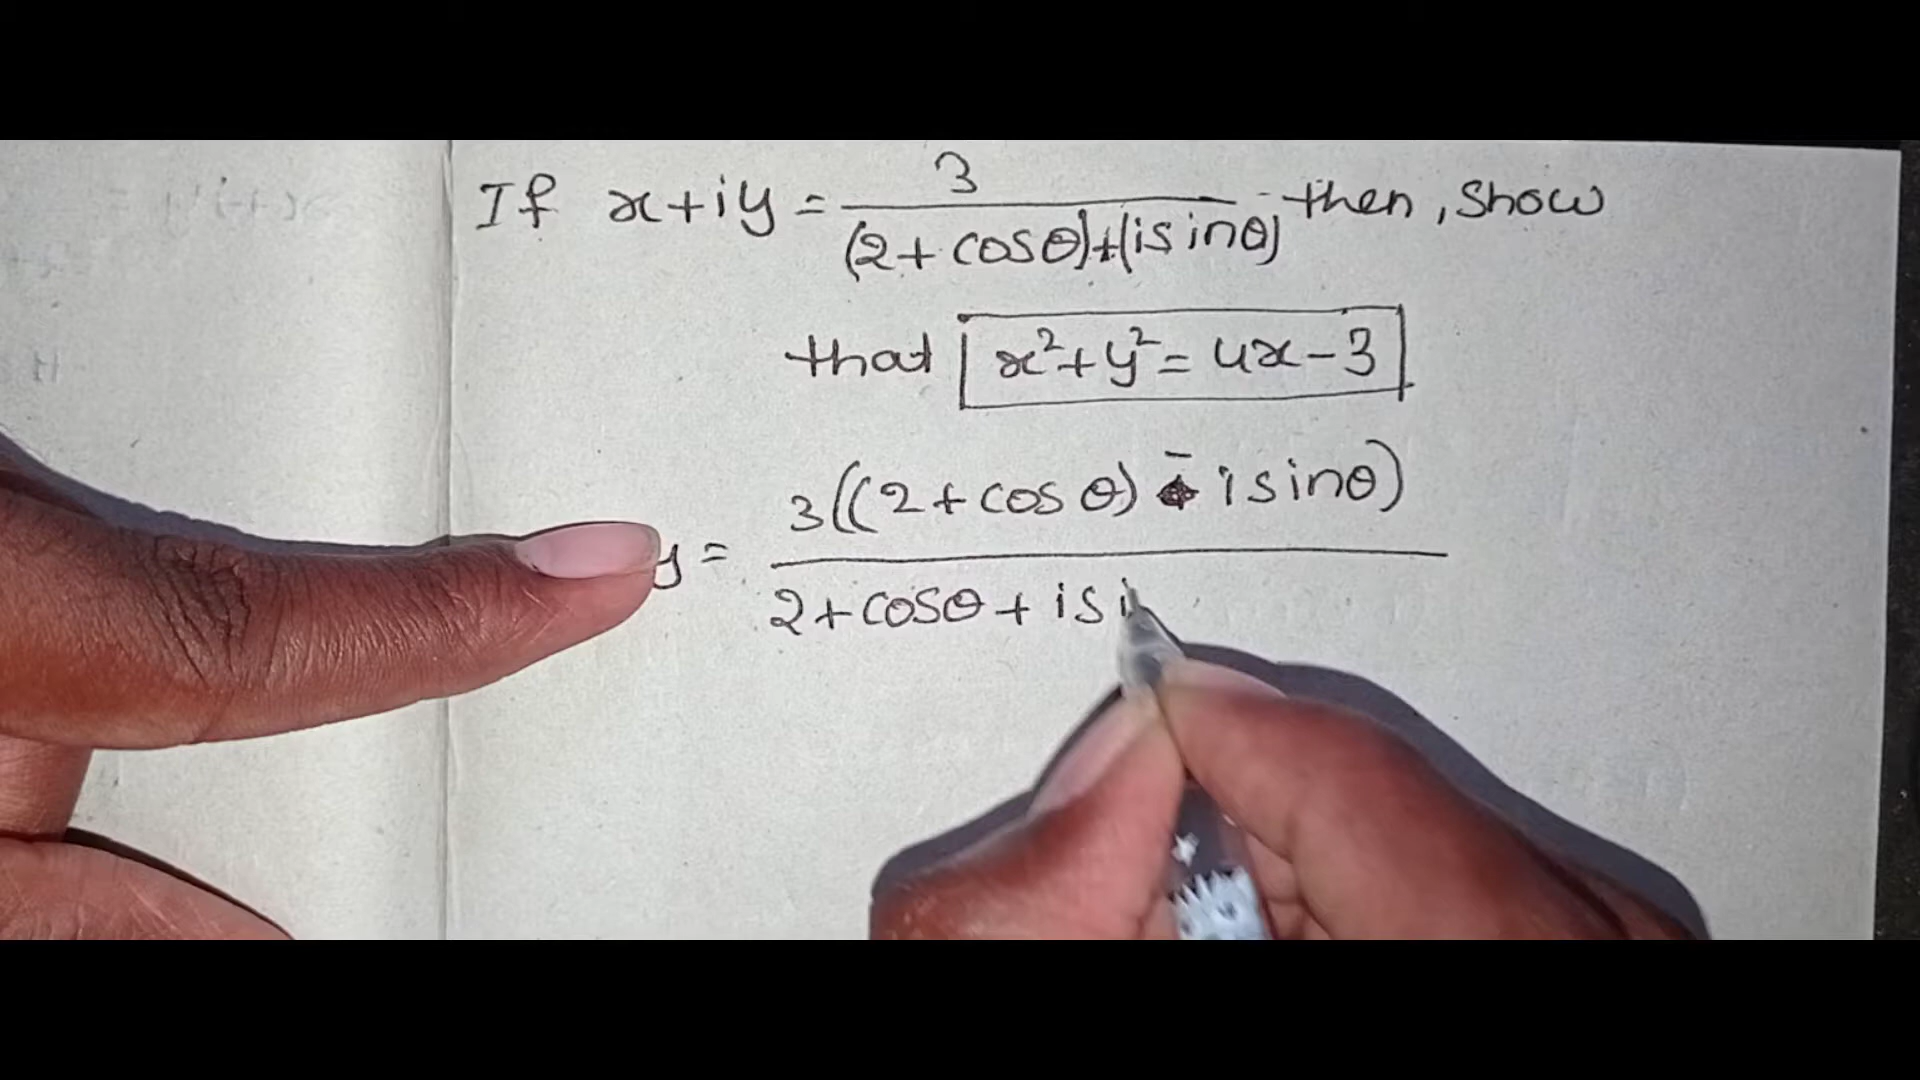 If x+iy = 3 / (2+cosθ)+(isinθ) then, show
that x²+y² = 4x-3
y = 3((2+cosθ) - isinθ)
2+cosθ + isi